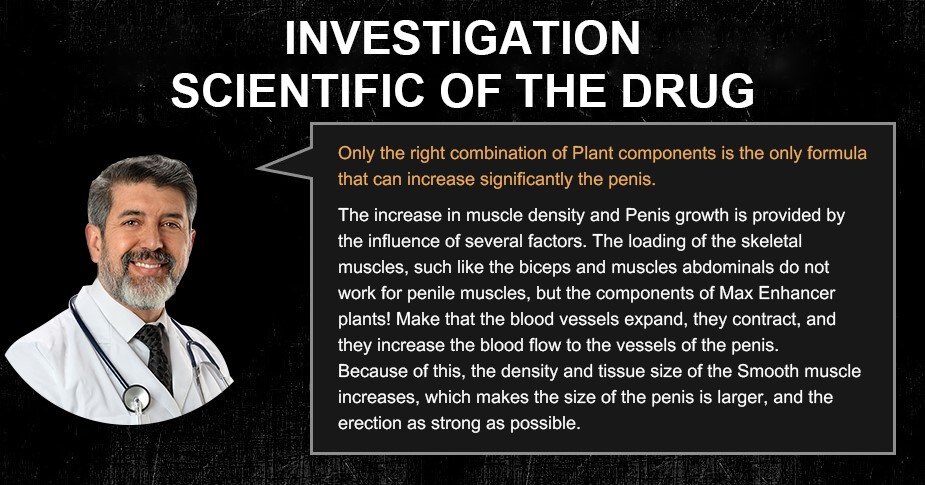 INVESTIGATION
SCIENTIFIC OF THE DRUG
Only the right combination of Plant components is the only formula
that can increase significantly the penis.
The increase in muscle density and Penis growth is provided by
the influence of several factors. The loading of the skeletal
muscles, such like the biceps and muscles abdominals do not
work for penile muscles, but the components of Max Enhancer
plants! Make that the blood vessels expand, they contract, and
they increase the blood flow to the vessels of the penis.
Because of this, the density and tissue size of the Smooth muscle
increases, which makes the size of the penis is larger, and the
erection as strong as possible.